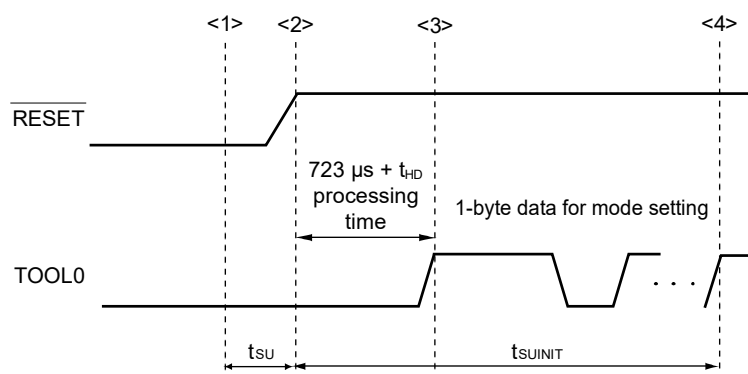 <1> <2> <3> <4>
RESET
723 µs + tHD
processing
time
1-byte data for mode setting
TOOL0
. . .
tSU
tSUINIT